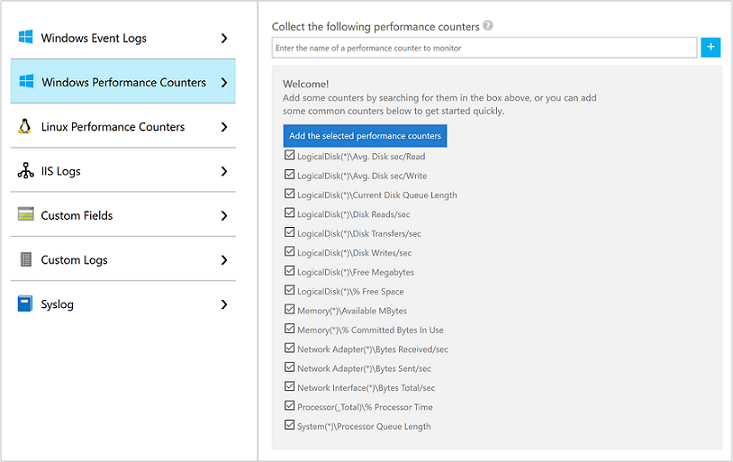 Windows Event Logs
Windows Performance Counters
Linux Performance Counters
IIS Logs
Custom Fields
Custom Logs
Syslog
Collect the following performance counters ?
Enter the name of a performance counter to monitor
+
Welcome!
Add some counters by searching for them in the box above, or you can add
some common counters below to get started quickly.
Add the selected performance counters
LogicalDisk(*)\Avg. Disk sec/Read
LogicalDisk(*)\Avg. Disk sec/Write
LogicalDisk(*)\Current Disk Queue Length
LogicalDisk(*)\Disk Reads/sec
LogicalDisk(*)\Disk Transfers/sec
LogicalDisk(*)\Disk Writes/sec
LogicalDisk(*)\Free Megabytes
LogicalDisk(*)\% Free Space
Memory(*)\Available MBytes
Memory(*)\% Committed Bytes In Use
Network Adapter(*)\Bytes Received/sec
Network Adapter(*)\Bytes Sent/sec
Network Interface(*)\Bytes Total/sec
Processor(_Total)\% Processor Time
System(*)\Processor Queue Length